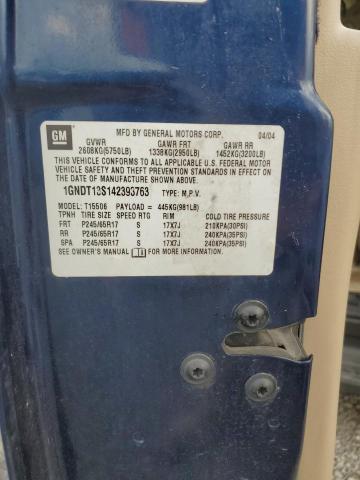 GM
MFD BY GENERAL MOTORS CORP. 04/04
GVWR GAWR FRT GAWR RR
2608KG(5750LB) 1338KG(2950LB) 1452KG(3200LB)
THIS VEHICLE CONFORMS TO ALL APPLICABLE U.S. FEDERAL MOTOR
VEHICLE SAFETY AND THEFT PREVENTION STANDARDS IN
EFFECT ON THE DATE OF MANUFACTURE SHOWN ABOVE.
1GNDT13S142393763 TYPE: M.P.V.
MODEL: T15506 PAYLOAD = 445KG(981LB)
TPNH TIRE SIZE SPEED RTG RIM COLD TIRE PRESSURE
FRT P245/65R17 S 17X7J 210KPA(30PSI)
RR P245/65R17 S 17X7J 240KPA(35PSI)
SPA P245/65R17 S 17X7J 240KPA(35PSI)
SEE OWNER'S MANUAL FOR MORE INFORMATION.